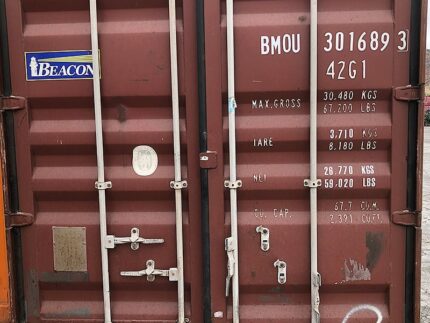 BEACON
BMOU 301689 3
42G1
MAX.GROSS 30.480 KGS
67.200 LBS
TARE 3.710 KGS
8.180 LBS
NET 26.770 KGS
59.020 LBS
CU. CAP. 67.7 CU.M.
2.391 CU.FT.